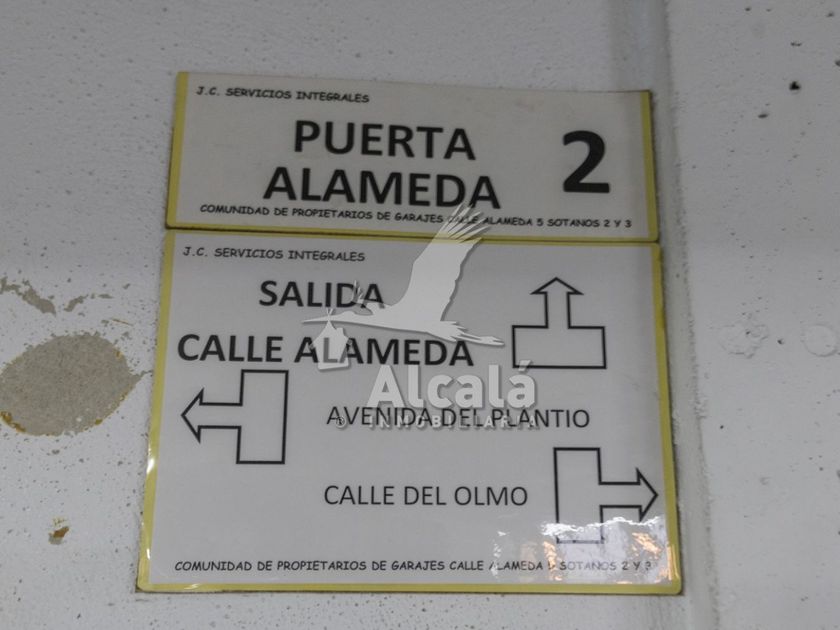 J.C. SERVICIOS INTEGRALES
PUERTA
ALAMEDA
2
COMUNIDAD DE PROPIETARIOS DE GARAJES CALLE ALAMEDA 5 SOTANOS 2 Y 3
J.C. SERVICIOS INTEGRALES
SALIDA
CALLE ALAMEDA
Alcalá
INMOBILIARIA
AVENIDA DEL PLANTIO
CALLE DEL OLMO
COMUNIDAD DE PROPIETARIOS DE GARAJES CALLE ALAMEDA 5 SOTANOS 2 Y 3